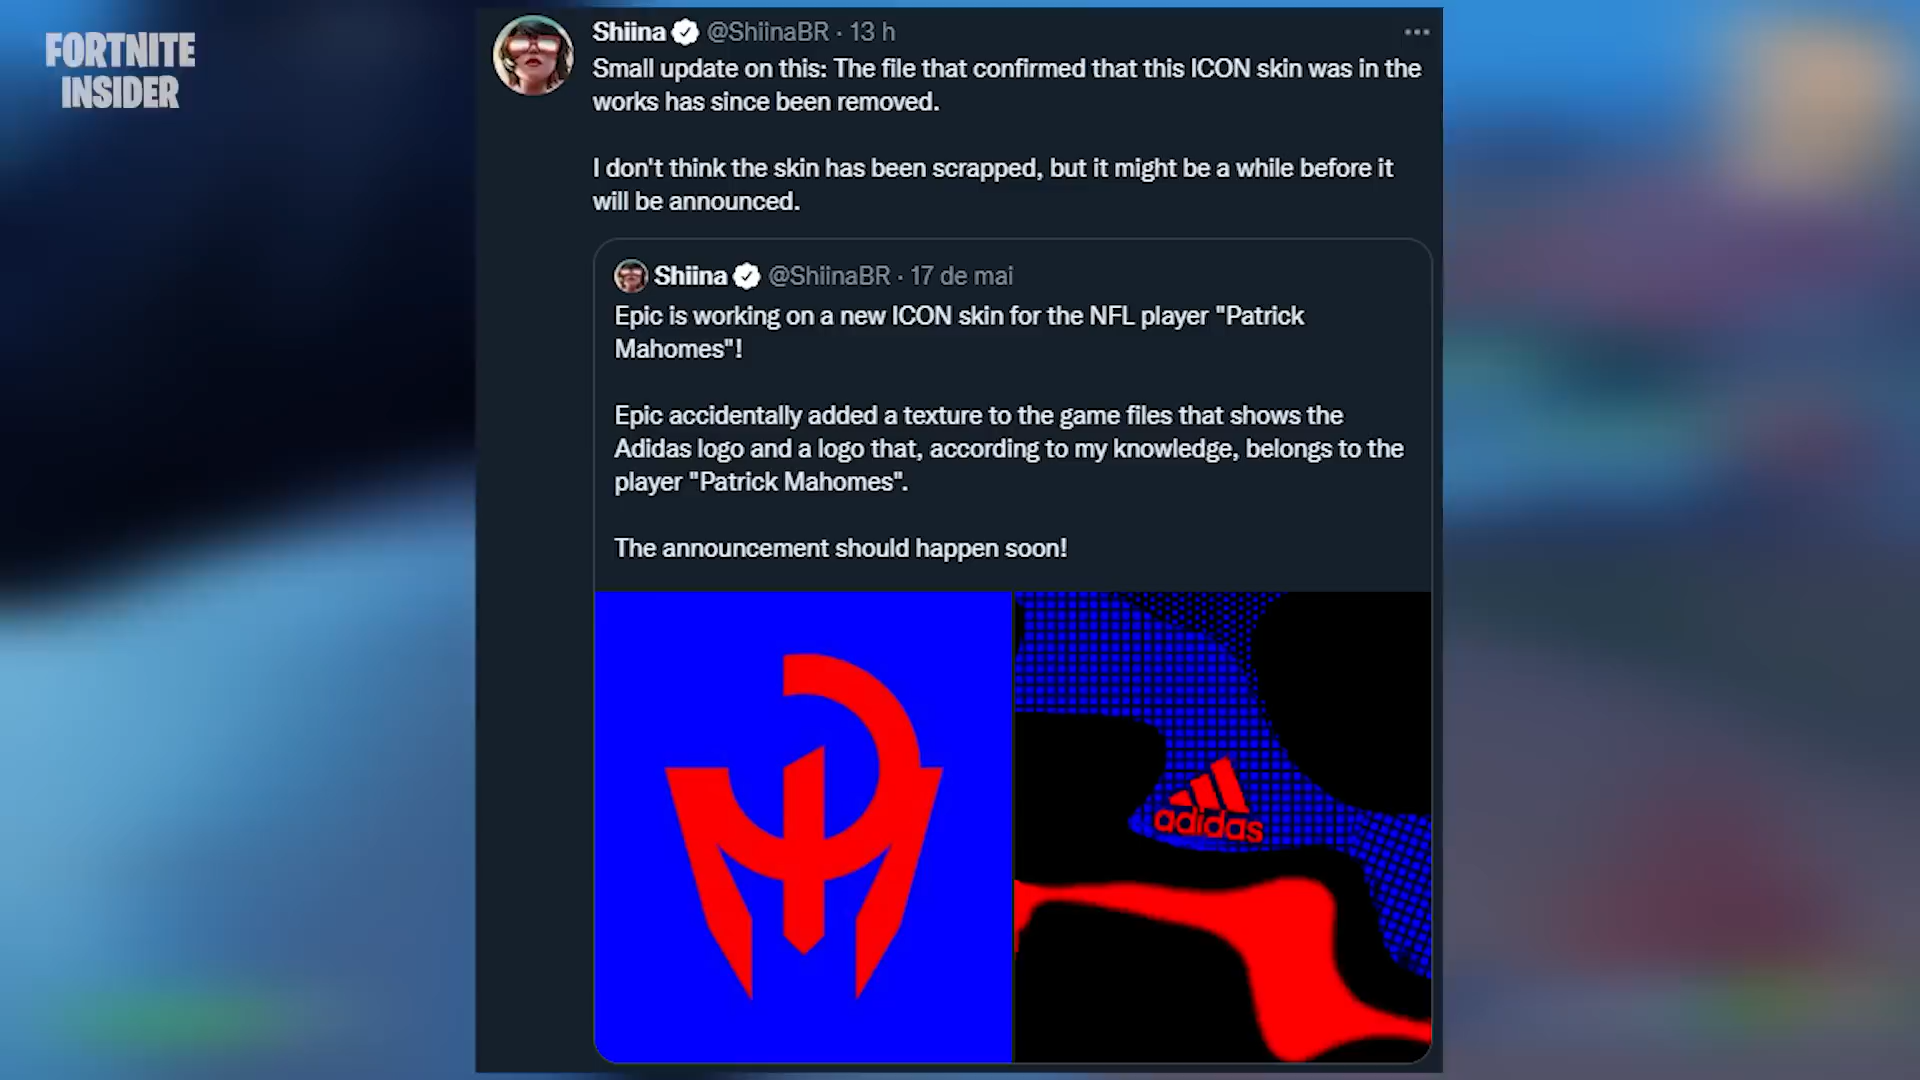 FORTNITE
INSIDER
Shiina @ShiinaBR · 13 h
Small update on this: The file that confirmed that this ICON skin was in the
works has since been removed.
I don't think the skin has been scrapped, but it might be a while before it
will be announced.
Shiina @ShiinaBR · 17 de mai
Epic is working on a new ICON skin for the NFL player "Patrick
Mahomes"!
Epic accidentally added a texture to the game files that shows the
Adidas logo and a logo that, according to my knowledge, belongs to the
player "Patrick Mahomes".
The announcement should happen soon!
adidas